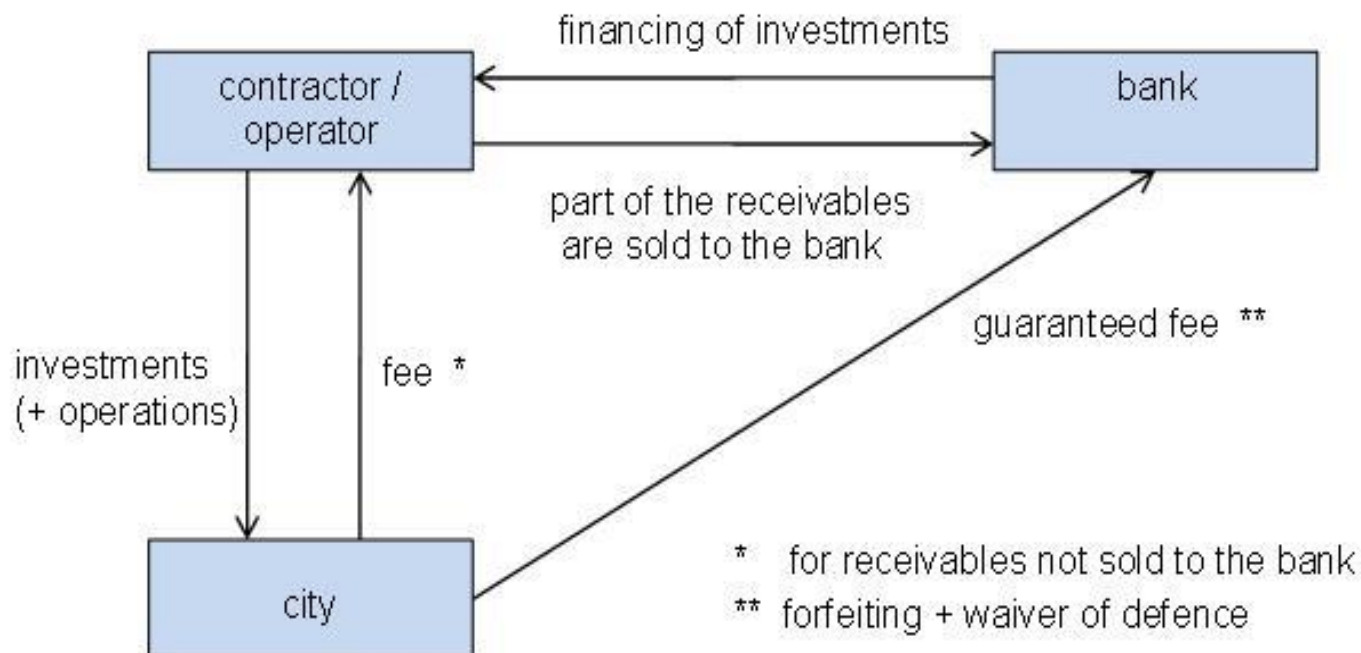 financing of investments
contractor /
operator
bank
part of the receivables
are sold to the bank
guaranteed fee **
investments
(+ operations)
fee *
city
* for receivables not sold to the bank
** forfeiting + waiver of defence